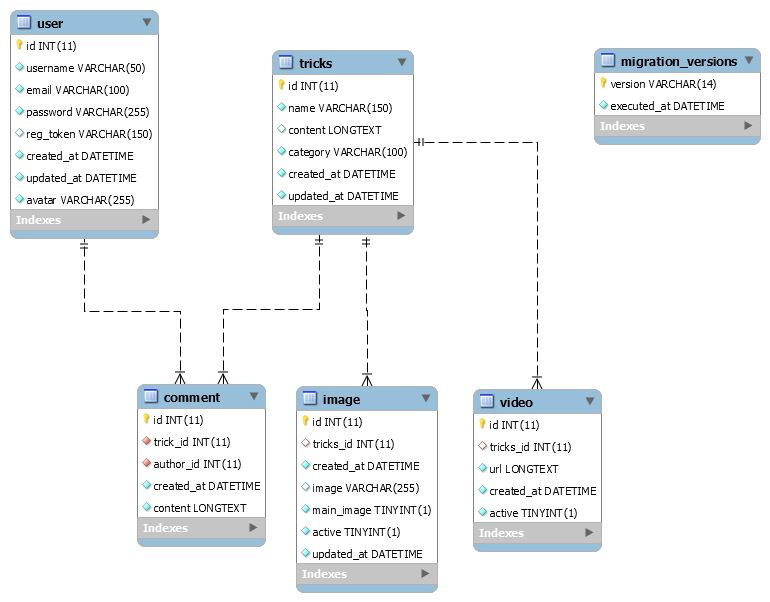 user
id INT(11)
username VARCHAR(50)
email VARCHAR(100)
password VARCHAR(255)
reg_token VARCHAR(150)
created_at DATETIME
updated_at DATETIME
avatar VARCHAR(255)
Indexes
tricks
id INT(11)
name VARCHAR(150)
content LONGTEXT
category VARCHAR(100)
created_at DATETIME
updated_at DATETIME
Indexes
migration_versions
version VARCHAR(14)
executed_at DATETIME
Indexes
comment
id INT(11)
trick_id INT(11)
author_id INT(11)
created_at DATETIME
content LONGTEXT
Indexes
image
id INT(11)
tricks_id INT(11)
created_at DATETIME
image VARCHAR(255)
main_image TINYINT(1)
active TINYINT(1)
updated_at DATETIME
Indexes
video
id INT(11)
tricks_id INT(11)
url LONGTEXT
created_at DATETIME
active TINYINT(1)
Indexes